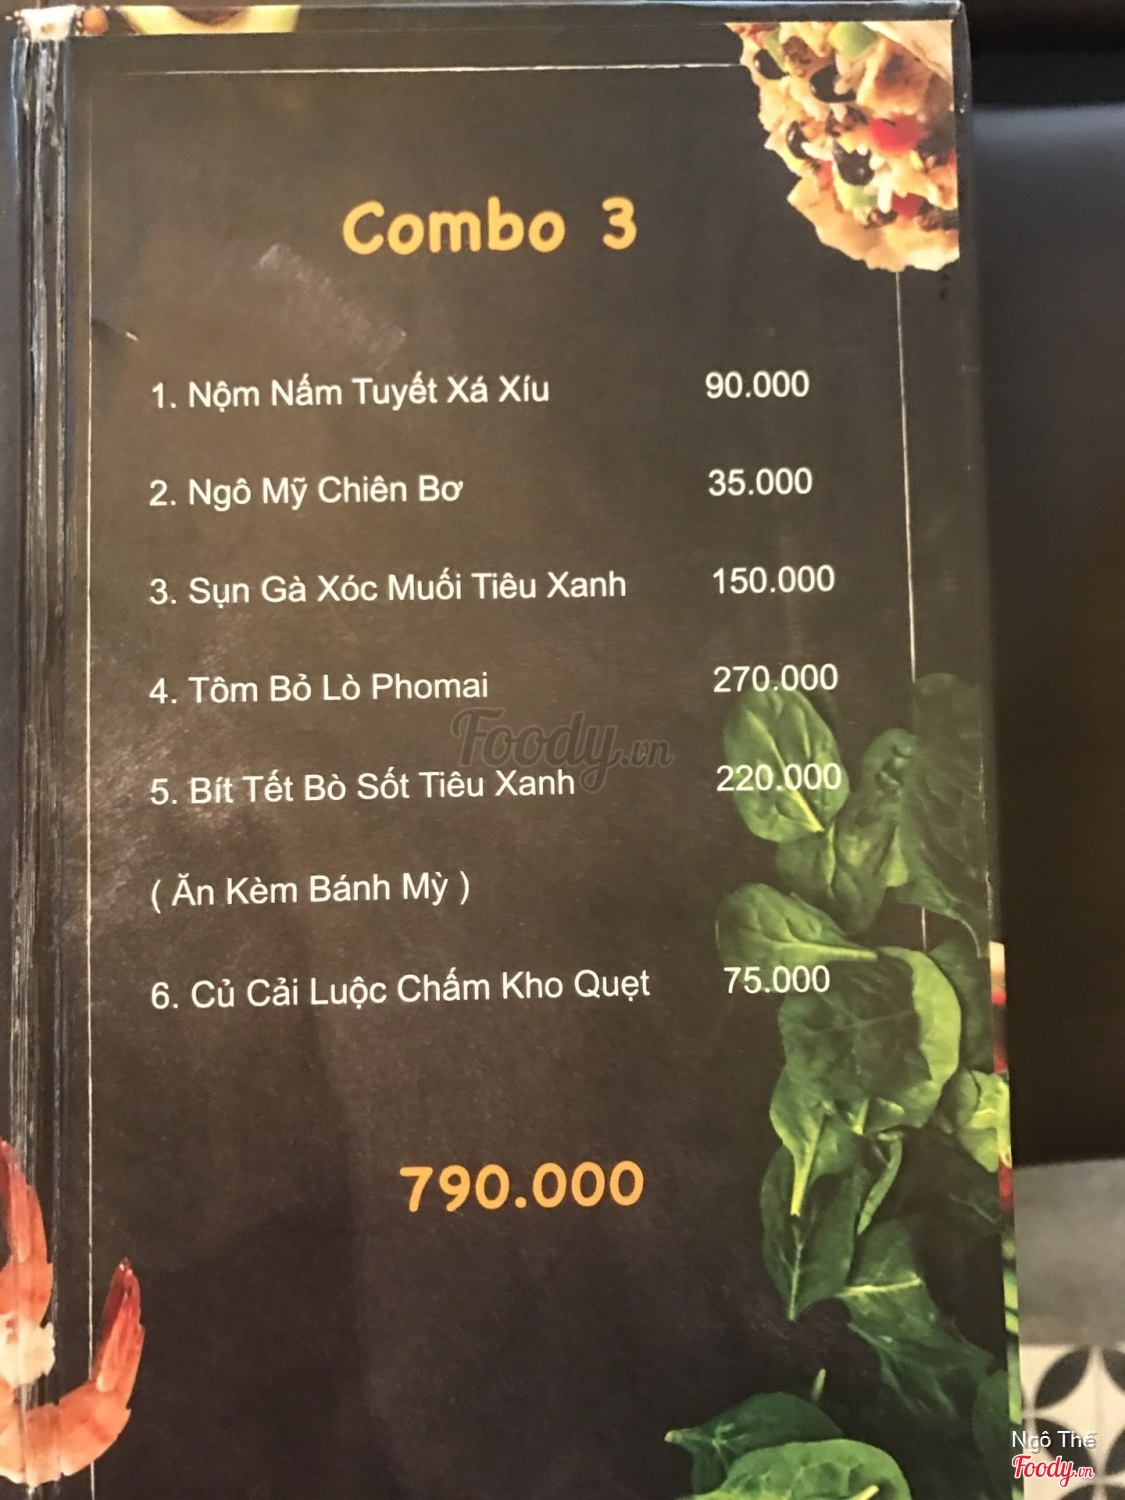 Combo 3
1. Nộm Nấm Tuyết Xá Xíu 90.000
2. Ngô Mỹ Chiên Bơ 35.000
3. Sụn Gà Xóc Muối Tiêu Xanh 150.000
4. Tôm Bỏ Lò Phomai 270.000
Foody.vn
5. Bít Tết Bò Sốt Tiêu Xanh 220.000
( Ăn Kèm Bánh Mỳ )
6. Củ Cải Luộc Chấm Kho Quẹt 75.000
790.000
Ngô Thế
Foody.vn